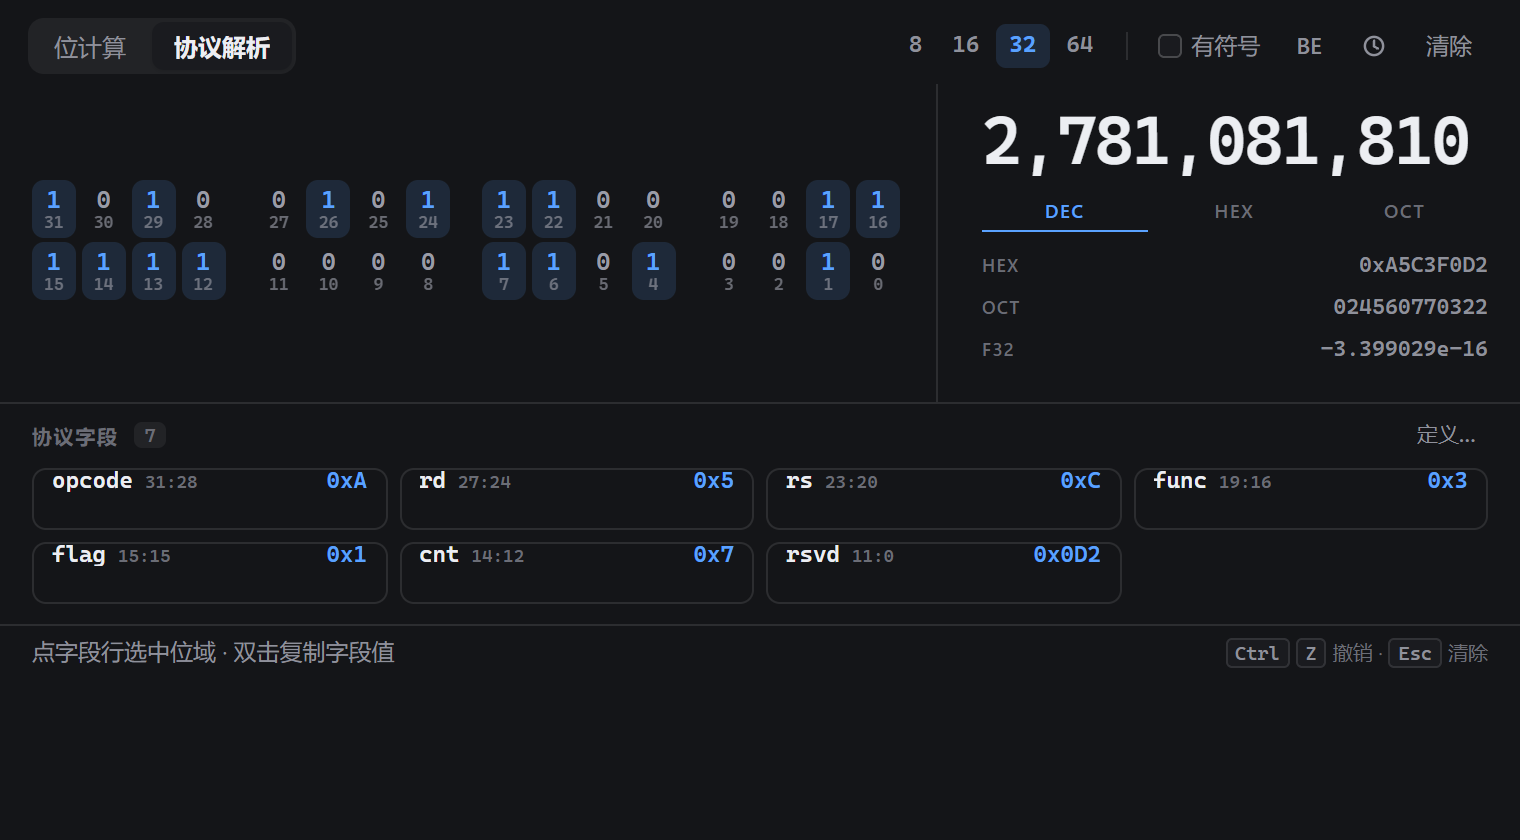 位计算 协议解析 8 16 32 64 有符号 BE 清除
2,781,081,810
DEC HEX OCT
1 0 1 0 0 1 0 1 1 1 0 0 0 0 1 1
31 30 29 28 27 26 25 24 23 22 21 20 19 18 17 16
1 1 1 1 0 0 0 0 1 1 0 1 0 0 1 0
15 14 13 12 11 10 9 8 7 6 5 4 3 2 1 0
HEX 0xA5C3F0D2
OCT 024560770322
F32 −3.399029e−16
协议字段 7 定义...
opcode 31:28 0xA rd 27:24 0x5 rs 23:20 0xC func 19:16 0x3
flag 15:15 0x1 cnt 14:12 0x7 rsvd 11:0 0x0D2
点字段行选中位域 · 双击复制字段值 Ctrl Z 撤销 · Esc 清除